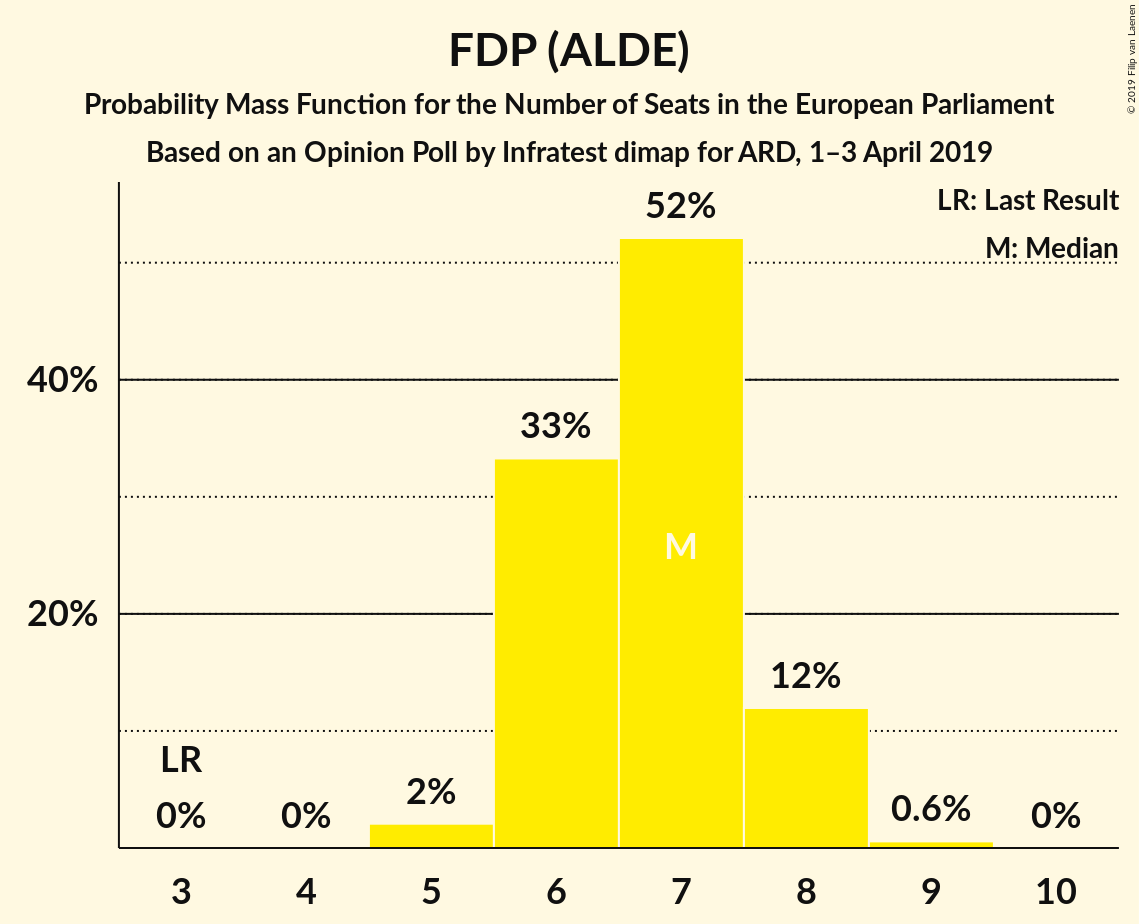 FDP (ALDE)
Probability Mass Function for the Number of Seats in the European Parliament
Based on an Opinion Poll by Infratest dimap for ARD, 1–3 April 2019
© 2019 Filip van Laenen
LR: Last Result
M: Median
52%
40%
33%
M
20%
12%
LR
2%
0.6%
0%
0%
0%
3
4
5
6
7
8
9
10